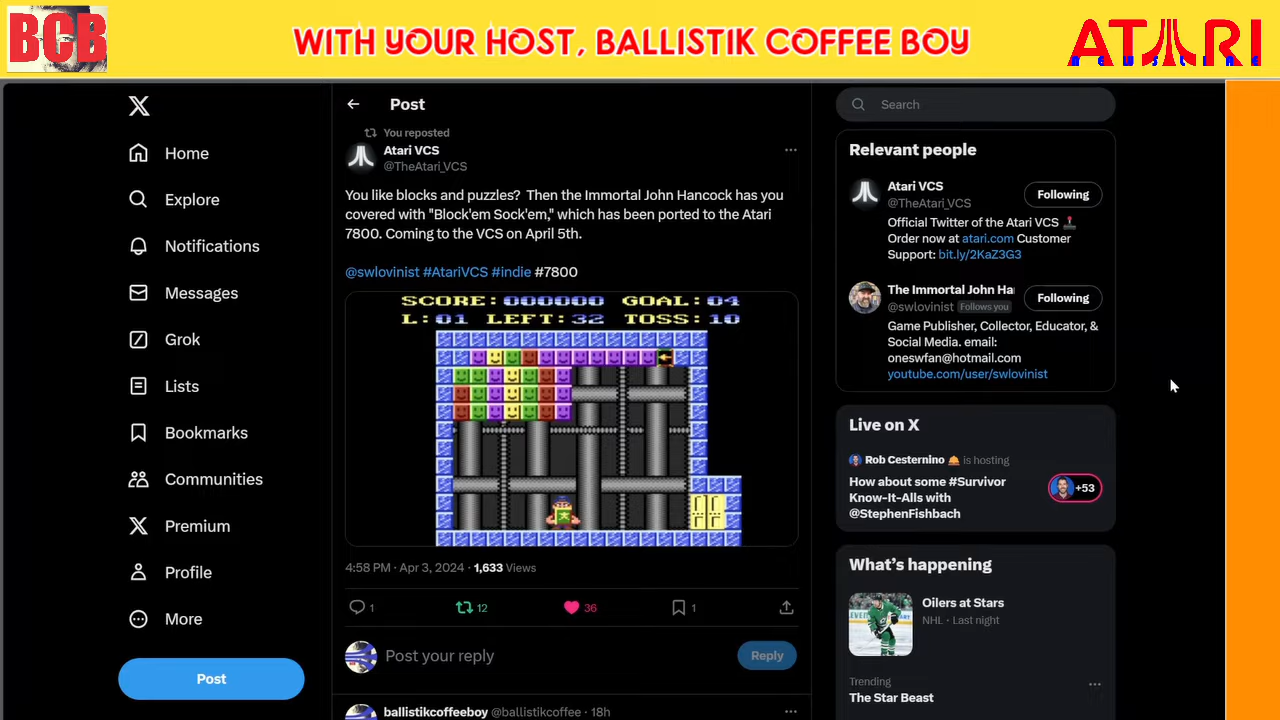 BCB
WITH YOUR HOST, BALLISTIK COFFEE BOY
ATARI
Home
Explore
Notifications
Messages
Grok
Lists
Bookmarks
Communities
Premium
Profile
More
Post
Post
You reposted
Atari VCS
@TheAtari_VCS
You like blocks and puzzles? Then the Immortal John Hancock has you
covered with "Block'em Sock'em," which has been ported to the Atari
7800. Coming to the VCS on April 5th.
@swlovinist #AtariVCS #indie #7800
SCORE:000000 GOAL:04
L:01 LEFT:32 TOSS:10
4:58 PM · Apr 3, 2024 · 1,633 Views
1
12
36
1
Post your reply
Reply
ballistikcoffeeboy @ballistikcoffee · 18h
Search
Relevant people
Atari VCS
@TheAtari_VCS
Following
Official Twitter of the Atari VCS
Order now at atari.com Customer
Support: bit.ly/2KaZ3G3
The Immortal John Ha
@swlovinist Follows you
Following
Game Publisher, Collector, Educator, &
Social Media. email:
oneswfan@hotmail.com
youtube.com/user/swlovinist
Live on X
Rob Cesternino is hosting
How about some #Survivor
Know-It-Alls with
@StephenFishbach
+53
What's happening
Oilers at Stars
NHL · Last night
Trending
The Star Beast